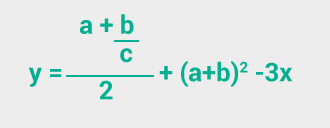 y = (a + b/c)/2 + (a+b)² -3x